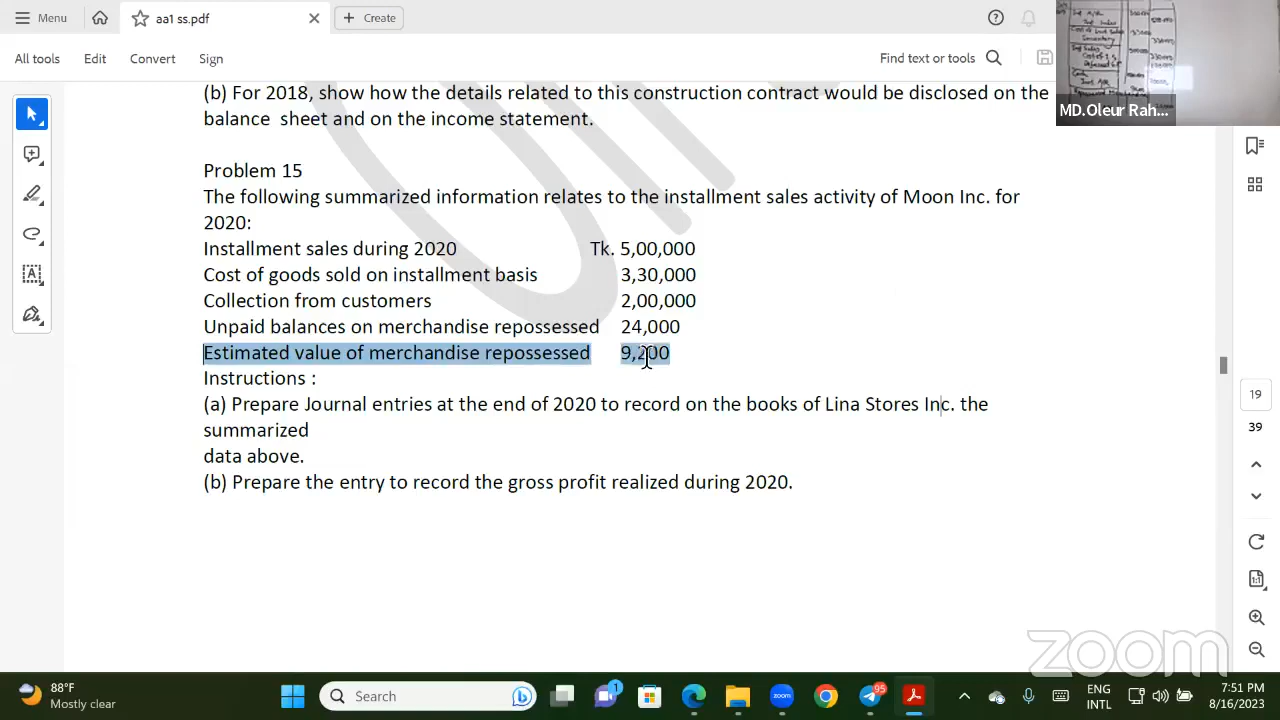 Menu
aa1 ss.pdf
Create
All tools
Edit
Convert
Sign
Find text or tools
MD.Oleur Rah...
(b) For 2018, show how the details related to this construction contract would be disclosed on the
balance sheet and on the income statement.
Problem 15
The following summarized information relates to the installment sales activity of Moon Inc. for
2020:
Installment sales during 2020 Tk. 5,00,000
Cost of goods sold on installment basis 3,30,000
Collection from customers 2,00,000
Unpaid balances on merchandise repossessed 24,000
Estimated value of merchandise repossessed 9,200
Instructions :
(a) Prepare Journal entries at the end of 2020 to record on the books of Lina Stores Inc. the
summarized
data above.
(b) Prepare the entry to record the gross profit realized during 2020.
19
39
1:1
zoom
88°F
Mostly clear
Search
1
zoom
95
ENG
INTL
7:51 PM
8/16/2023